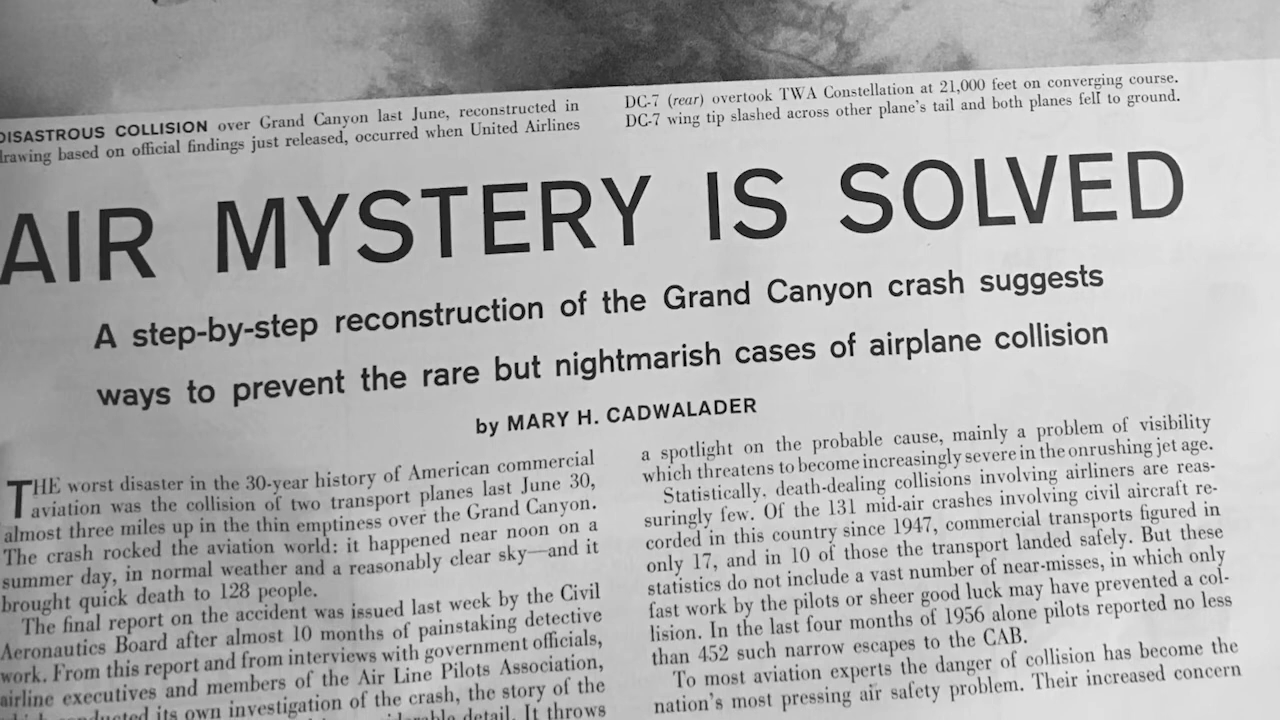 DISASTROUS COLLISION over Grand Canyon last June, reconstructed in
drawing based on official findings just released, occurred when United Airlines
DC-7 (rear) overtook TWA Constellation at 21,000 feet on converging course.
DC-7 wing tip slashed across other plane's tail and both planes fell to ground.
AIR MYSTERY IS SOLVED
A step-by-step reconstruction of the Grand Canyon crash suggests
ways to prevent the rare but nightmarish cases of airplane collision
by MARY H. CADWALADER
THE worst disaster in the 30-year history of American commercial
aviation was the collision of two transport planes last June 30,
almost three miles up in the thin emptiness over the Grand Canyon.
The crash rocked the aviation world: it happened near noon on a
summer day, in normal weather and a reasonably clear sky—and it
brought quick death to 128 people.
The final report on the accident was issued last week by the Civil
Aeronautics Board after almost 10 months of painstaking detective
work. From this report and from interviews with government officials,
airline executives and members of the Air Line Pilots Association,
which conducted its own investigation of the crash, the story of the
detail. It throws
a spotlight on the probable cause, mainly a problem of visibility
which threatens to become increasingly severe in the onrushing jet age.
Statistically, death-dealing collisions involving airliners are reas-
suringly few. Of the 131 mid-air crashes involving civil aircraft re-
corded in this country since 1947, commercial transports figured in
only 17, and in 10 of those the transport landed safely. But these
statistics do not include a vast number of near-misses, in which only
fast work by the pilots or sheer good luck may have prevented a col-
lision. In the last four months of 1956 alone pilots reported no less
than 452 such narrow escapes to the CAB.
To most aviation experts the danger of collision has become the
nation's most pressing air safety problem. Their increased concern